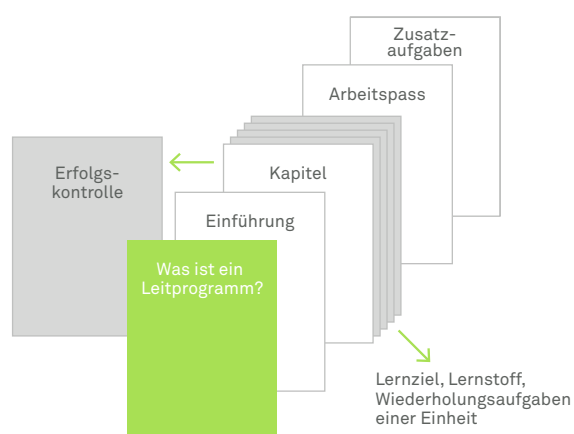 Zusatz-
aufgaben
Arbeitspass
Kapitel
Erfolgs-
kontrolle
Einführung
Was ist ein
Leitprogramm?
Lernziel, Lernstoff,
Wiederholungsaufgaben
einer Einheit